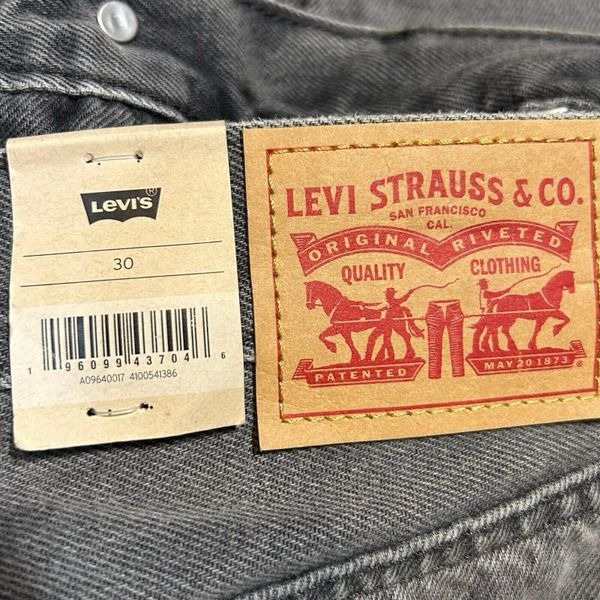 LEVI'S®
30
1 96099 43704 6
A09640017 4100541386
LEVI STRAUSS & CO.
SAN FRANCISCO
CAL.
ORIGINAL RIVETED
QUALITY CLOTHING
PATENTED MAY 20 1873 ®